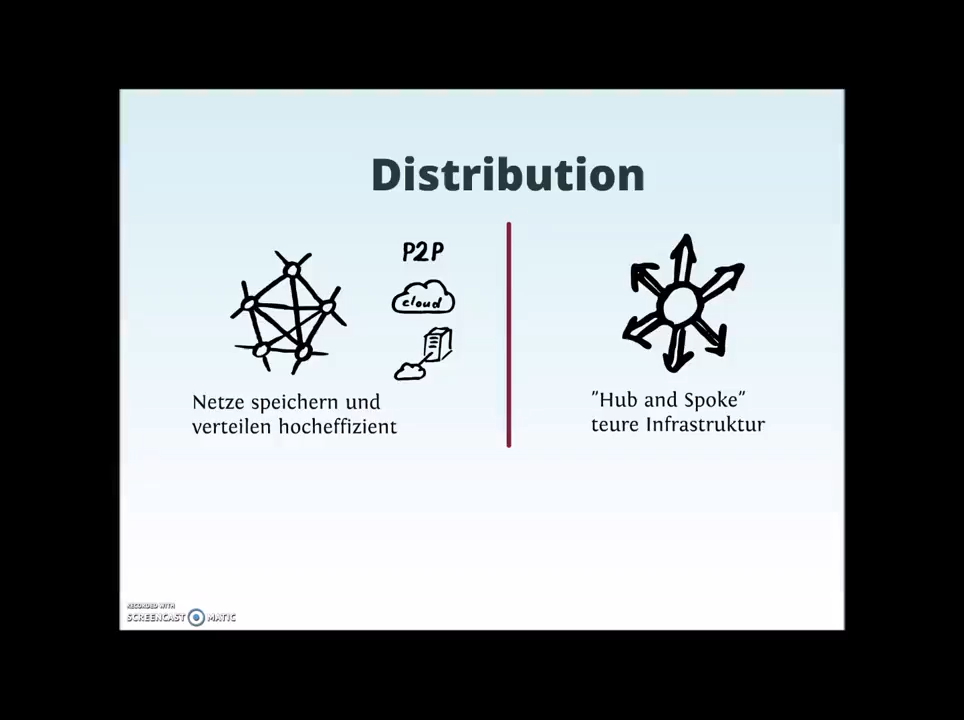 Distribution
P2P
cloud
Netze speichern und
verteilen hocheffizient
"Hub and Spoke"
teure Infrastruktur
RECORDED WITH
SCREENCAST MATIC